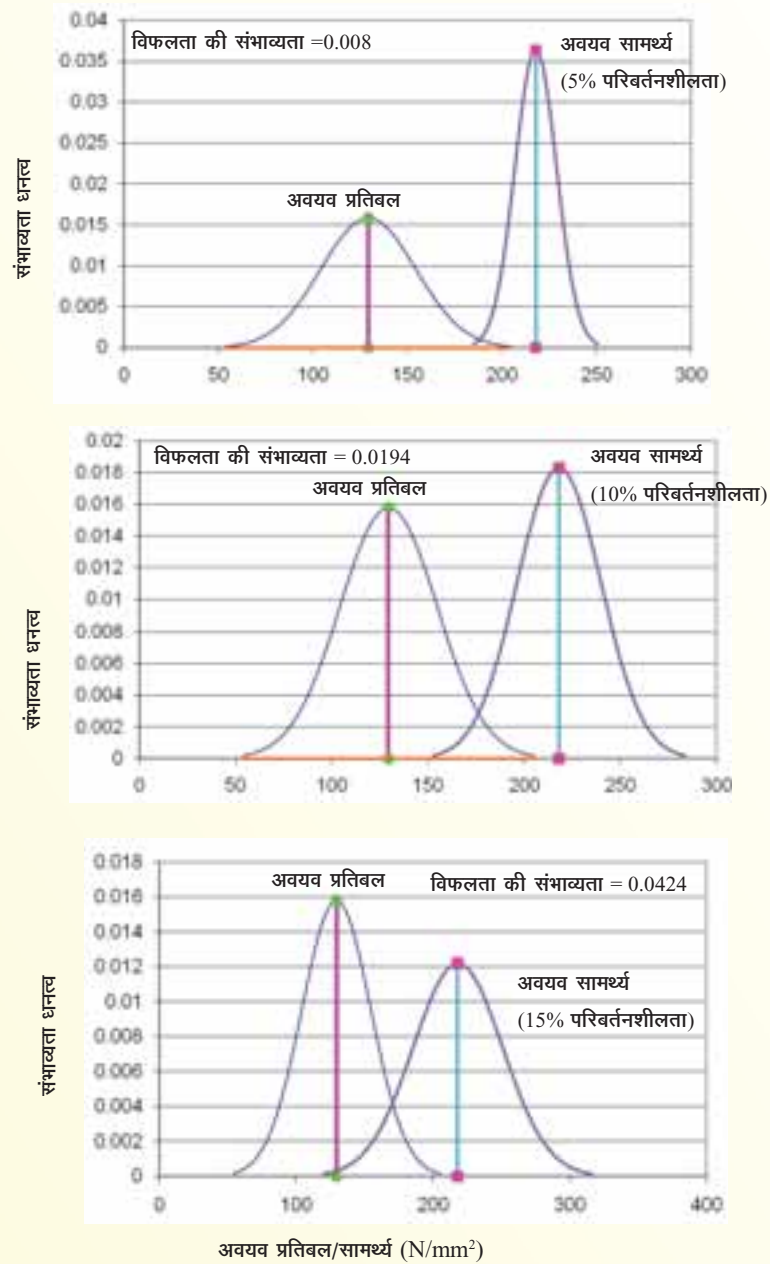 0.04
विफलता की संभाव्यता =0.008
अवयव सामर्थ्य
0.035
(5% परिबर्तनशीलता)
0.03
0.025
0.02
अवयव प्रतिबल
0.015
0.01
0.005
0
संभाव्यता धनत्व
0 50 100 150 200 250 300
0.02
विफलता की संभाव्यता = 0.0194
अवयव सामर्थ्य
0.018
अवयव प्रतिबल
(10% परिबर्तनशीलता)
0.016
0.014
0.012
0.01
0.008
0.006
0.004
0.002
0
संभाव्यता धनत्व
0 50 100 150 200 250 300
0.018
अवयव प्रतिबल
विफलता की संभाव्यता = 0.0424
0.016
0.014
0.012
अवयव सामर्थ्य
0.01
(15% परिबर्तनशीलता)
0.008
0.006
0.004
0.002
0
संभाव्यता धनत्व
0 100 200 300 400
अवयव प्रतिबल/सामर्थ्य (N/mm²)